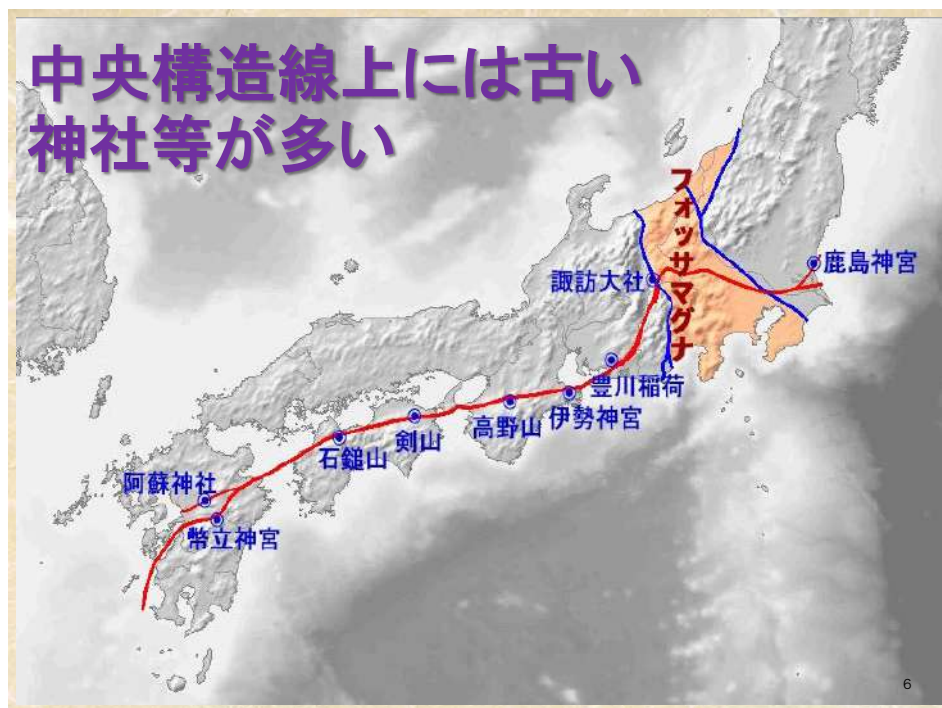 中央構造線上には古い
神社等が多い
フォッサマグナ
鹿島神宮
諏訪大社
豊川稲荷
伊勢神宮
高野山
剣山
石鎚山
阿蘇神社
幣立神宮
6